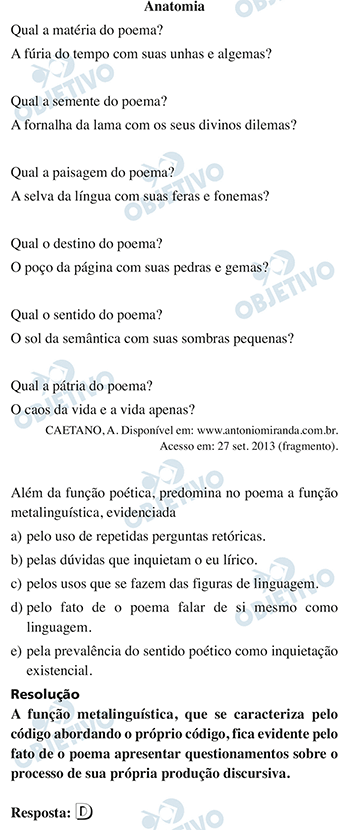 Anatomia
Qual a matéria do poema?
A fúria do tempo com suas unhas e algemas?
Qual a semente do poema?
A fornalha da lama com os seus divinos dilemas?
Qual a paisagem do poema?
A selva da língua com suas feras e fonemas?
Qual o destino do poema?
O poço da página com suas pedras e gemas?
Qual o sentido do poema?
O sol da semântica com suas sombras pequenas?
Qual a pátria do poema?
O caos da vida e a vida apenas?
CAETANO, A. Disponível em: www.antoniomiranda.com.br.
Acesso em: 27 set. 2013 (fragmento).
Além da função poética, predomina no poema a função
metalinguística, evidenciada
a) pelo uso de repetidas perguntas retóricas.
b) pelas dúvidas que inquietam o eu lírico.
c) pelos usos que se fazem das figuras de linguagem.
d) pelo fato de o poema falar de si mesmo como
linguagem.
e) pela prevalência do sentido poético como inquietação
existencial.
Resolução
A função metalinguística, que se caracteriza pelo
código abordando o próprio código, fica evidente pelo
fato de o poema apresentar questionamentos sobre o
processo de sua própria produção discursiva.
Resposta: D
OBJETIVO
OBJETIVO
OBJETIVO
OBJETIVO
OBJETIVO
OBJETIVO
OBJETIVO
OBJETIVO